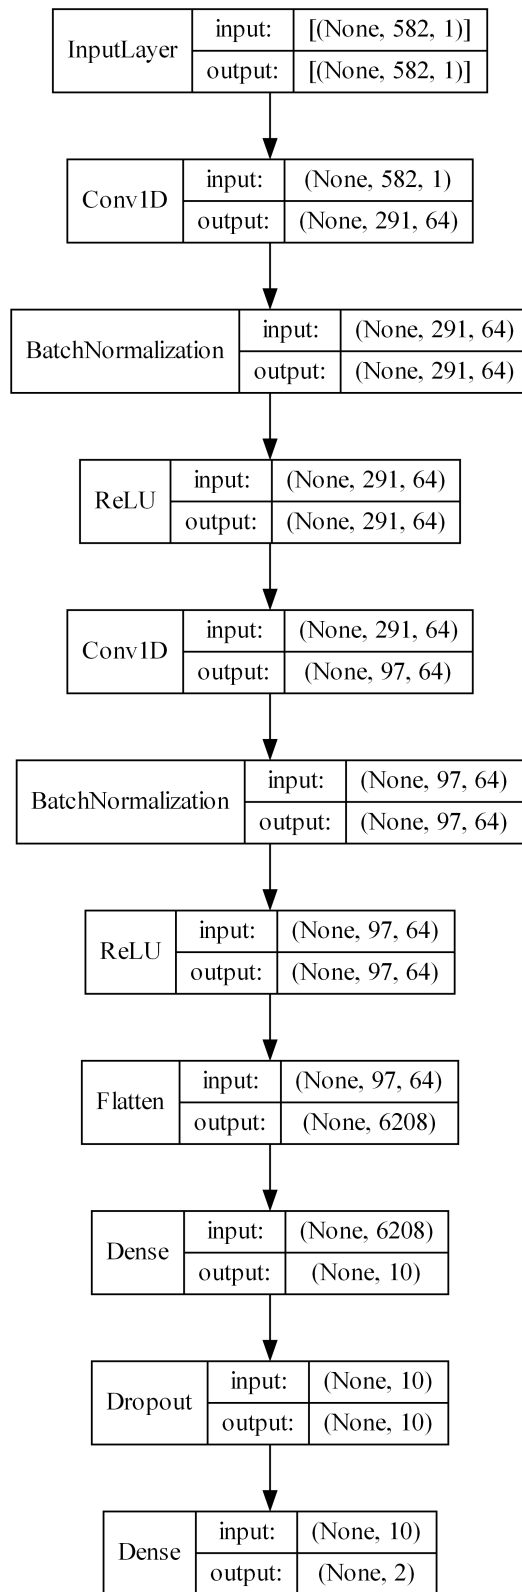 InputLayer input: [(None, 582, 1)]
output: [(None, 582, 1)]
Conv1D input: (None, 582, 1)
output: (None, 291, 64)
BatchNormalization input: (None, 291, 64)
output: (None, 291, 64)
ReLU input: (None, 291, 64)
output: (None, 291, 64)
Conv1D input: (None, 291, 64)
output: (None, 97, 64)
BatchNormalization input: (None, 97, 64)
output: (None, 97, 64)
ReLU input: (None, 97, 64)
output: (None, 97, 64)
Flatten input: (None, 97, 64)
output: (None, 6208)
Dense input: (None, 6208)
output: (None, 10)
Dropout input: (None, 10)
output: (None, 10)
Dense input: (None, 10)
output: (None, 2)